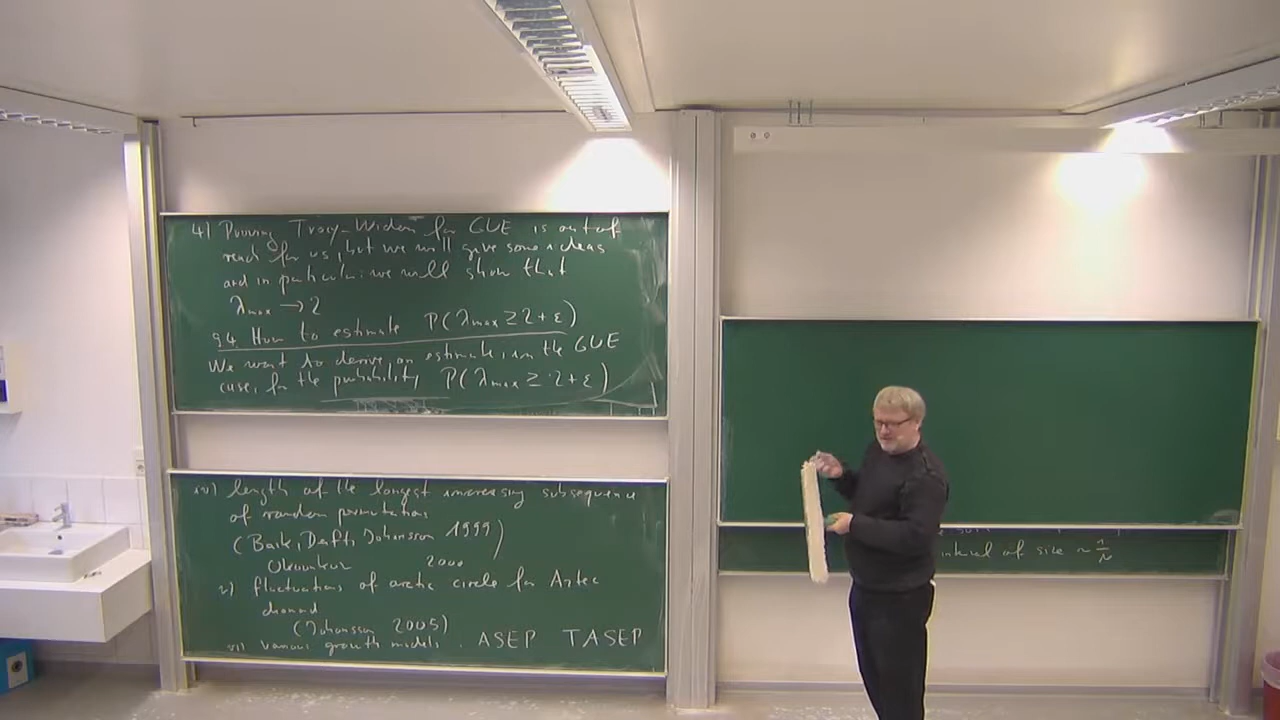 4) Proving Tracy-Widom for GUE is out of
reach for us, but we will give some ideas
and in particular we will show that
λmax → 2
§4. How to estimate P(λmax ≥ 2 + ε)
We want to derive an estimate, in the GUE
case, for the probability P(λmax ≥ 2 + ε)
iv) length of the longest increasing subsequence
of random permutation
(Baik, Deift, Johansson 1999)
Okounkov 2000
v) fluctuations of arctic circle for Aztec
diamond
(Johansson 2005)
vi) various growth models. ASEP TASEP
interval of size ~ 1/N